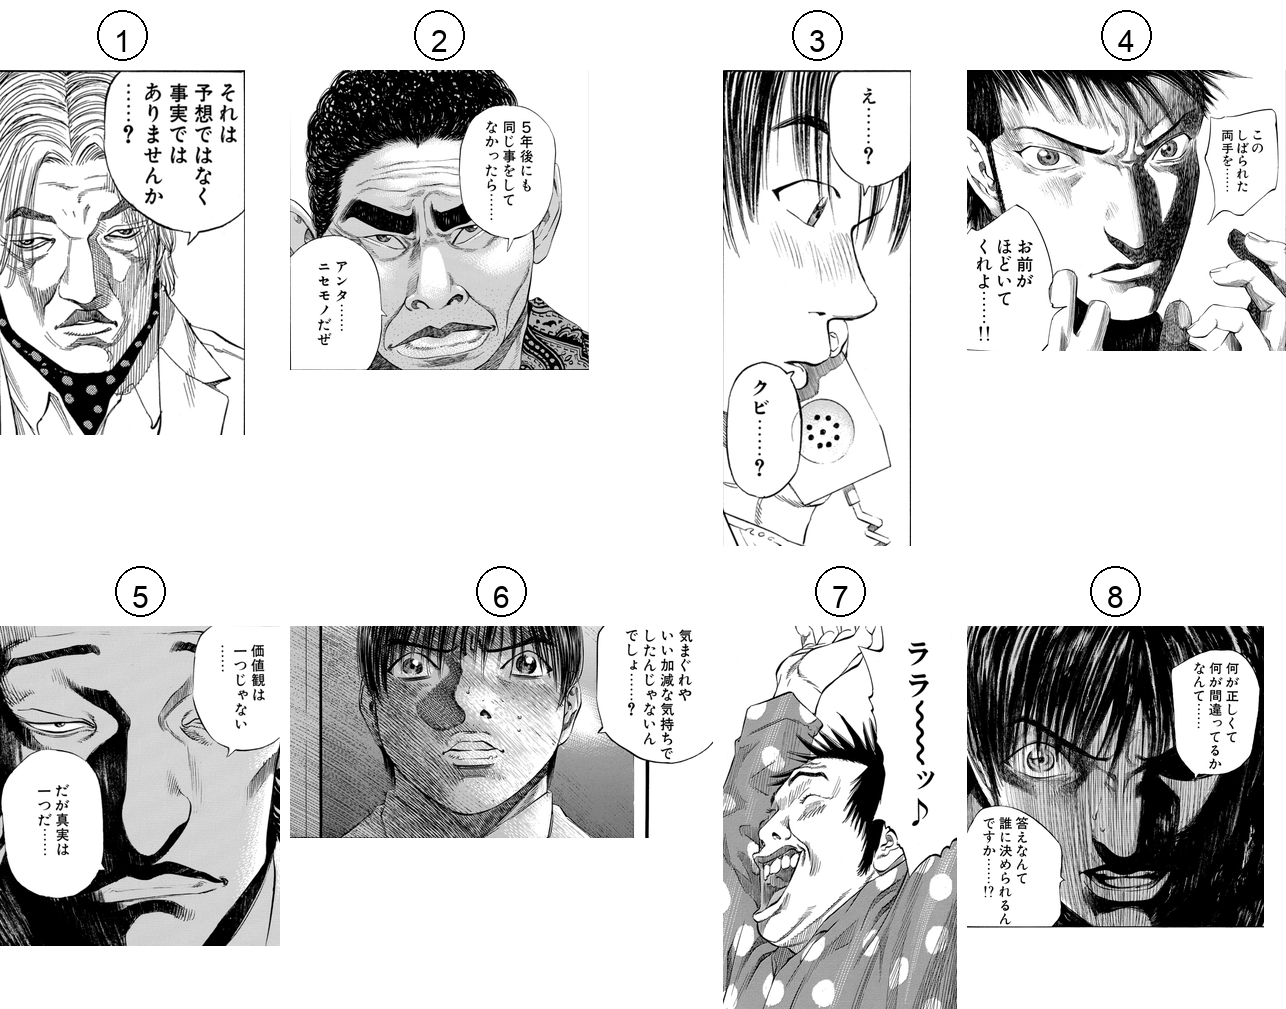 1
それは
予想ではなく
事実では
ありませんか
……?
2
5年後にも
同じ事をして
なかったら……
アンタ……
ニセモノだぜ
3
え………?
クビ……?
4
この
しばられた
両手を……
お前が
ほどいて
くれよ……!!
5
価値観は
一つじゃない
……
だが真実は
一つだ……
6
気まぐれや
いい加減な気持ちで
したんじゃないん
でしょ……?
7
ララ〜〜〜ッ♪
8
何が正しくて
何が間違ってるか
なんて……
答えなんて
誰に決められるん
ですか……!?